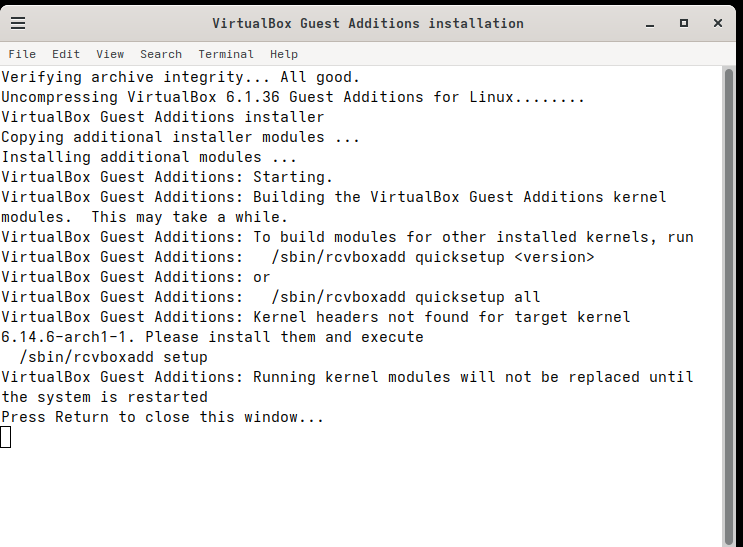 VirtualBox Guest Additions installation
File Edit View Search Terminal Help
Verifying archive integrity... All good.
Uncompressing VirtualBox 6.1.36 Guest Additions for Linux........
VirtualBox Guest Additions installer
Copying additional installer modules ...
Installing additional modules ...
VirtualBox Guest Additions: Starting.
VirtualBox Guest Additions: Building the VirtualBox Guest Additions kernel
modules.  This may take a while.
VirtualBox Guest Additions: To build modules for other installed kernels, run
VirtualBox Guest Additions:   /sbin/rcvboxadd quicksetup <version>
VirtualBox Guest Additions: or
VirtualBox Guest Additions:   /sbin/rcvboxadd quicksetup all
VirtualBox Guest Additions: Kernel headers not found for target kernel
6.14.6-arch1-1. Please install them and execute
  /sbin/rcvboxadd setup
VirtualBox Guest Additions: Running kernel modules will not be replaced until
the system is restarted
Press Return to close this window...